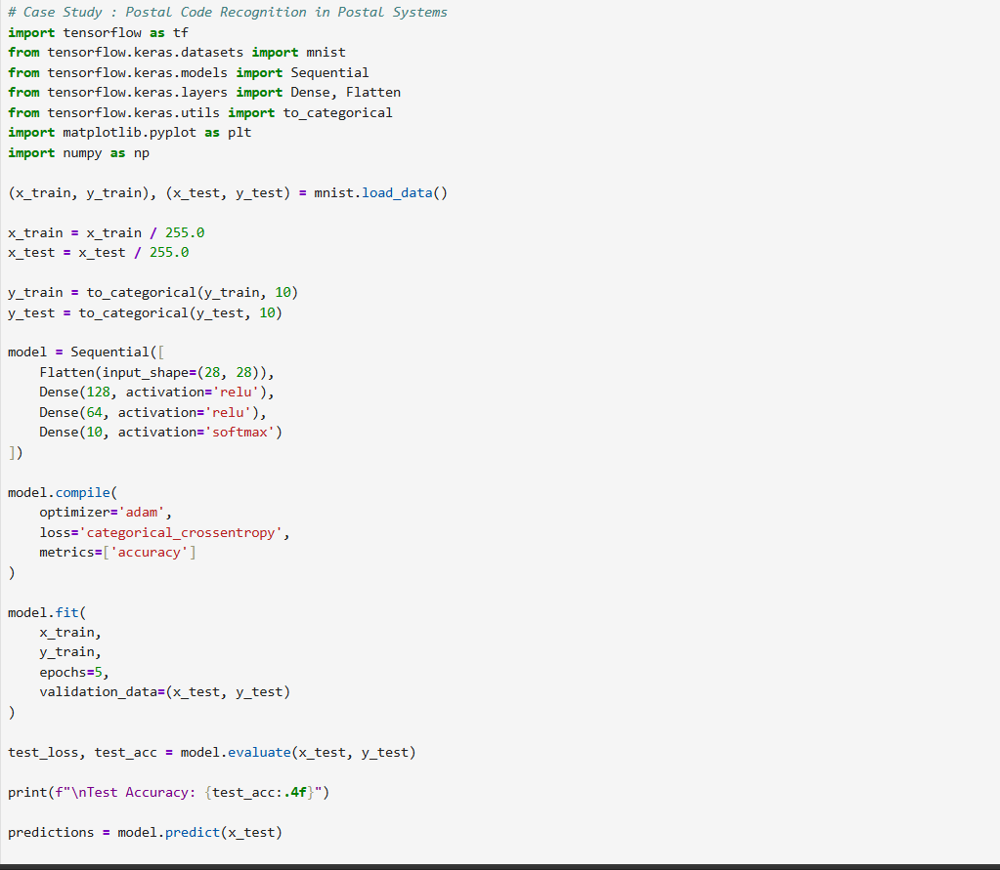 # Case Study : Postal Code Recognition in Postal Systems
import tensorflow as tf
from tensorflow.keras.datasets import mnist
from tensorflow.keras.models import Sequential
from tensorflow.keras.layers import Dense, Flatten
from tensorflow.keras.utils import to_categorical
import matplotlib.pyplot as plt
import numpy as np

(x_train, y_train), (x_test, y_test) = mnist.load_data()

x_train = x_train / 255.0
x_test = x_test / 255.0

y_train = to_categorical(y_train, 10)
y_test = to_categorical(y_test, 10)

model = Sequential([
    Flatten(input_shape=(28, 28)),
    Dense(128, activation='relu'),
    Dense(64, activation='relu'),
    Dense(10, activation='softmax')
])

model.compile(
    optimizer='adam',
    loss='categorical_crossentropy',
    metrics=['accuracy']
)

model.fit(
    x_train,
    y_train,
    epochs=5,
    validation_data=(x_test, y_test)
)

test_loss, test_acc = model.evaluate(x_test, y_test)

print(f"\nTest Accuracy: {test_acc:.4f}")

predictions = model.predict(x_test)